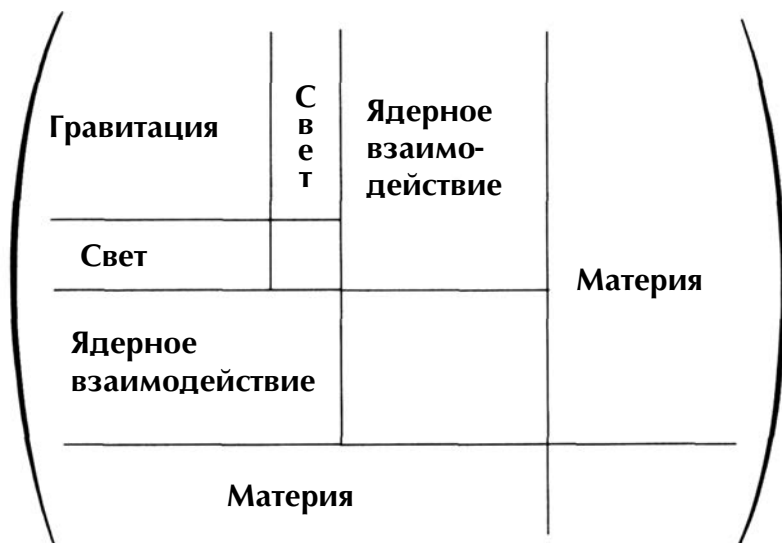 Гравитация
С
в
е
т
Ядерное
взаимо-
действие
Свет
Материя
Ядерное
взаимодействие
Материя